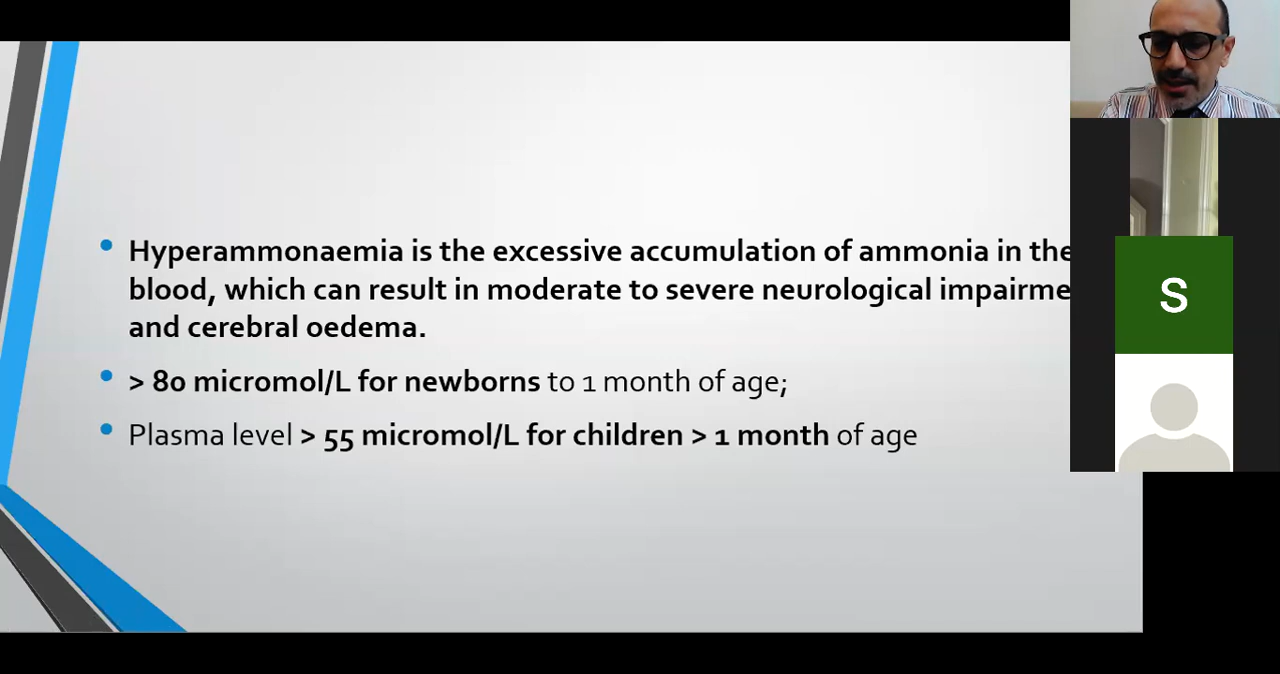 Hyperammonaemia is the excessive accumulation of ammonia in the
blood, which can result in moderate to severe neurological
and cerebral oedema.
> 80 micromol/L for newborns to 1 month of age;
Plasma level > 55 micromol/L for children > 1 month of age
S